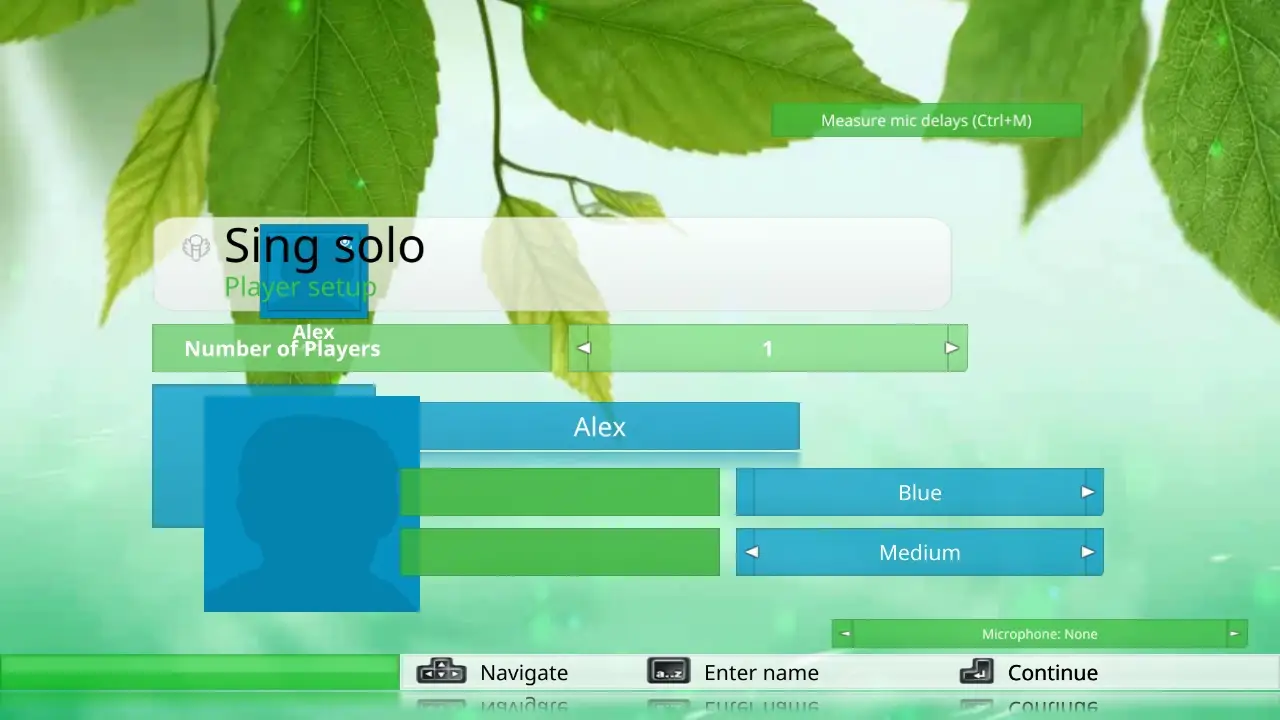 Measure mic delays (Ctrl+M)
Sing solo
Player setup
Alex
Number of Players
1
Alex
Blue
Medium
Microphone: None
Navigate
Enter name
Continue